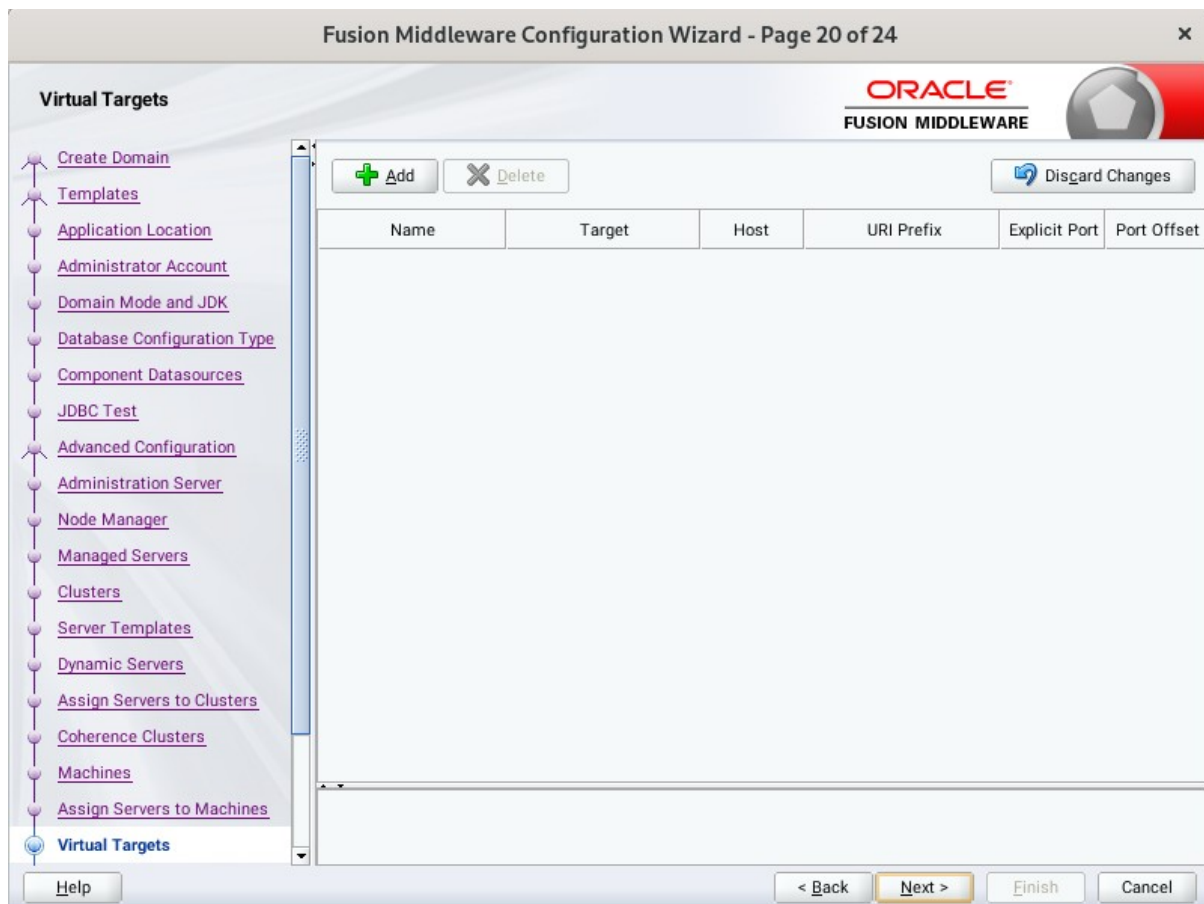 Fusion Middleware Configuration Wizard - Page 20 of 24
Virtual Targets
ORACLE
FUSION MIDDLEWARE
Create Domain
Templates
Application Location
Administrator Account
Domain Mode and JDK
Database Configuration Type
Component Datasources
JDBC Test
Advanced Configuration
Administration Server
Node Manager
Managed Servers
Clusters
Server Templates
Dynamic Servers
Assign Servers to Clusters
Coherence Clusters
Machines
Assign Servers to Machines
Virtual Targets
Add Delete Discard Changes
Name Target Host URI Prefix Explicit Port Port Offset
Help < Back Next > Finish Cancel